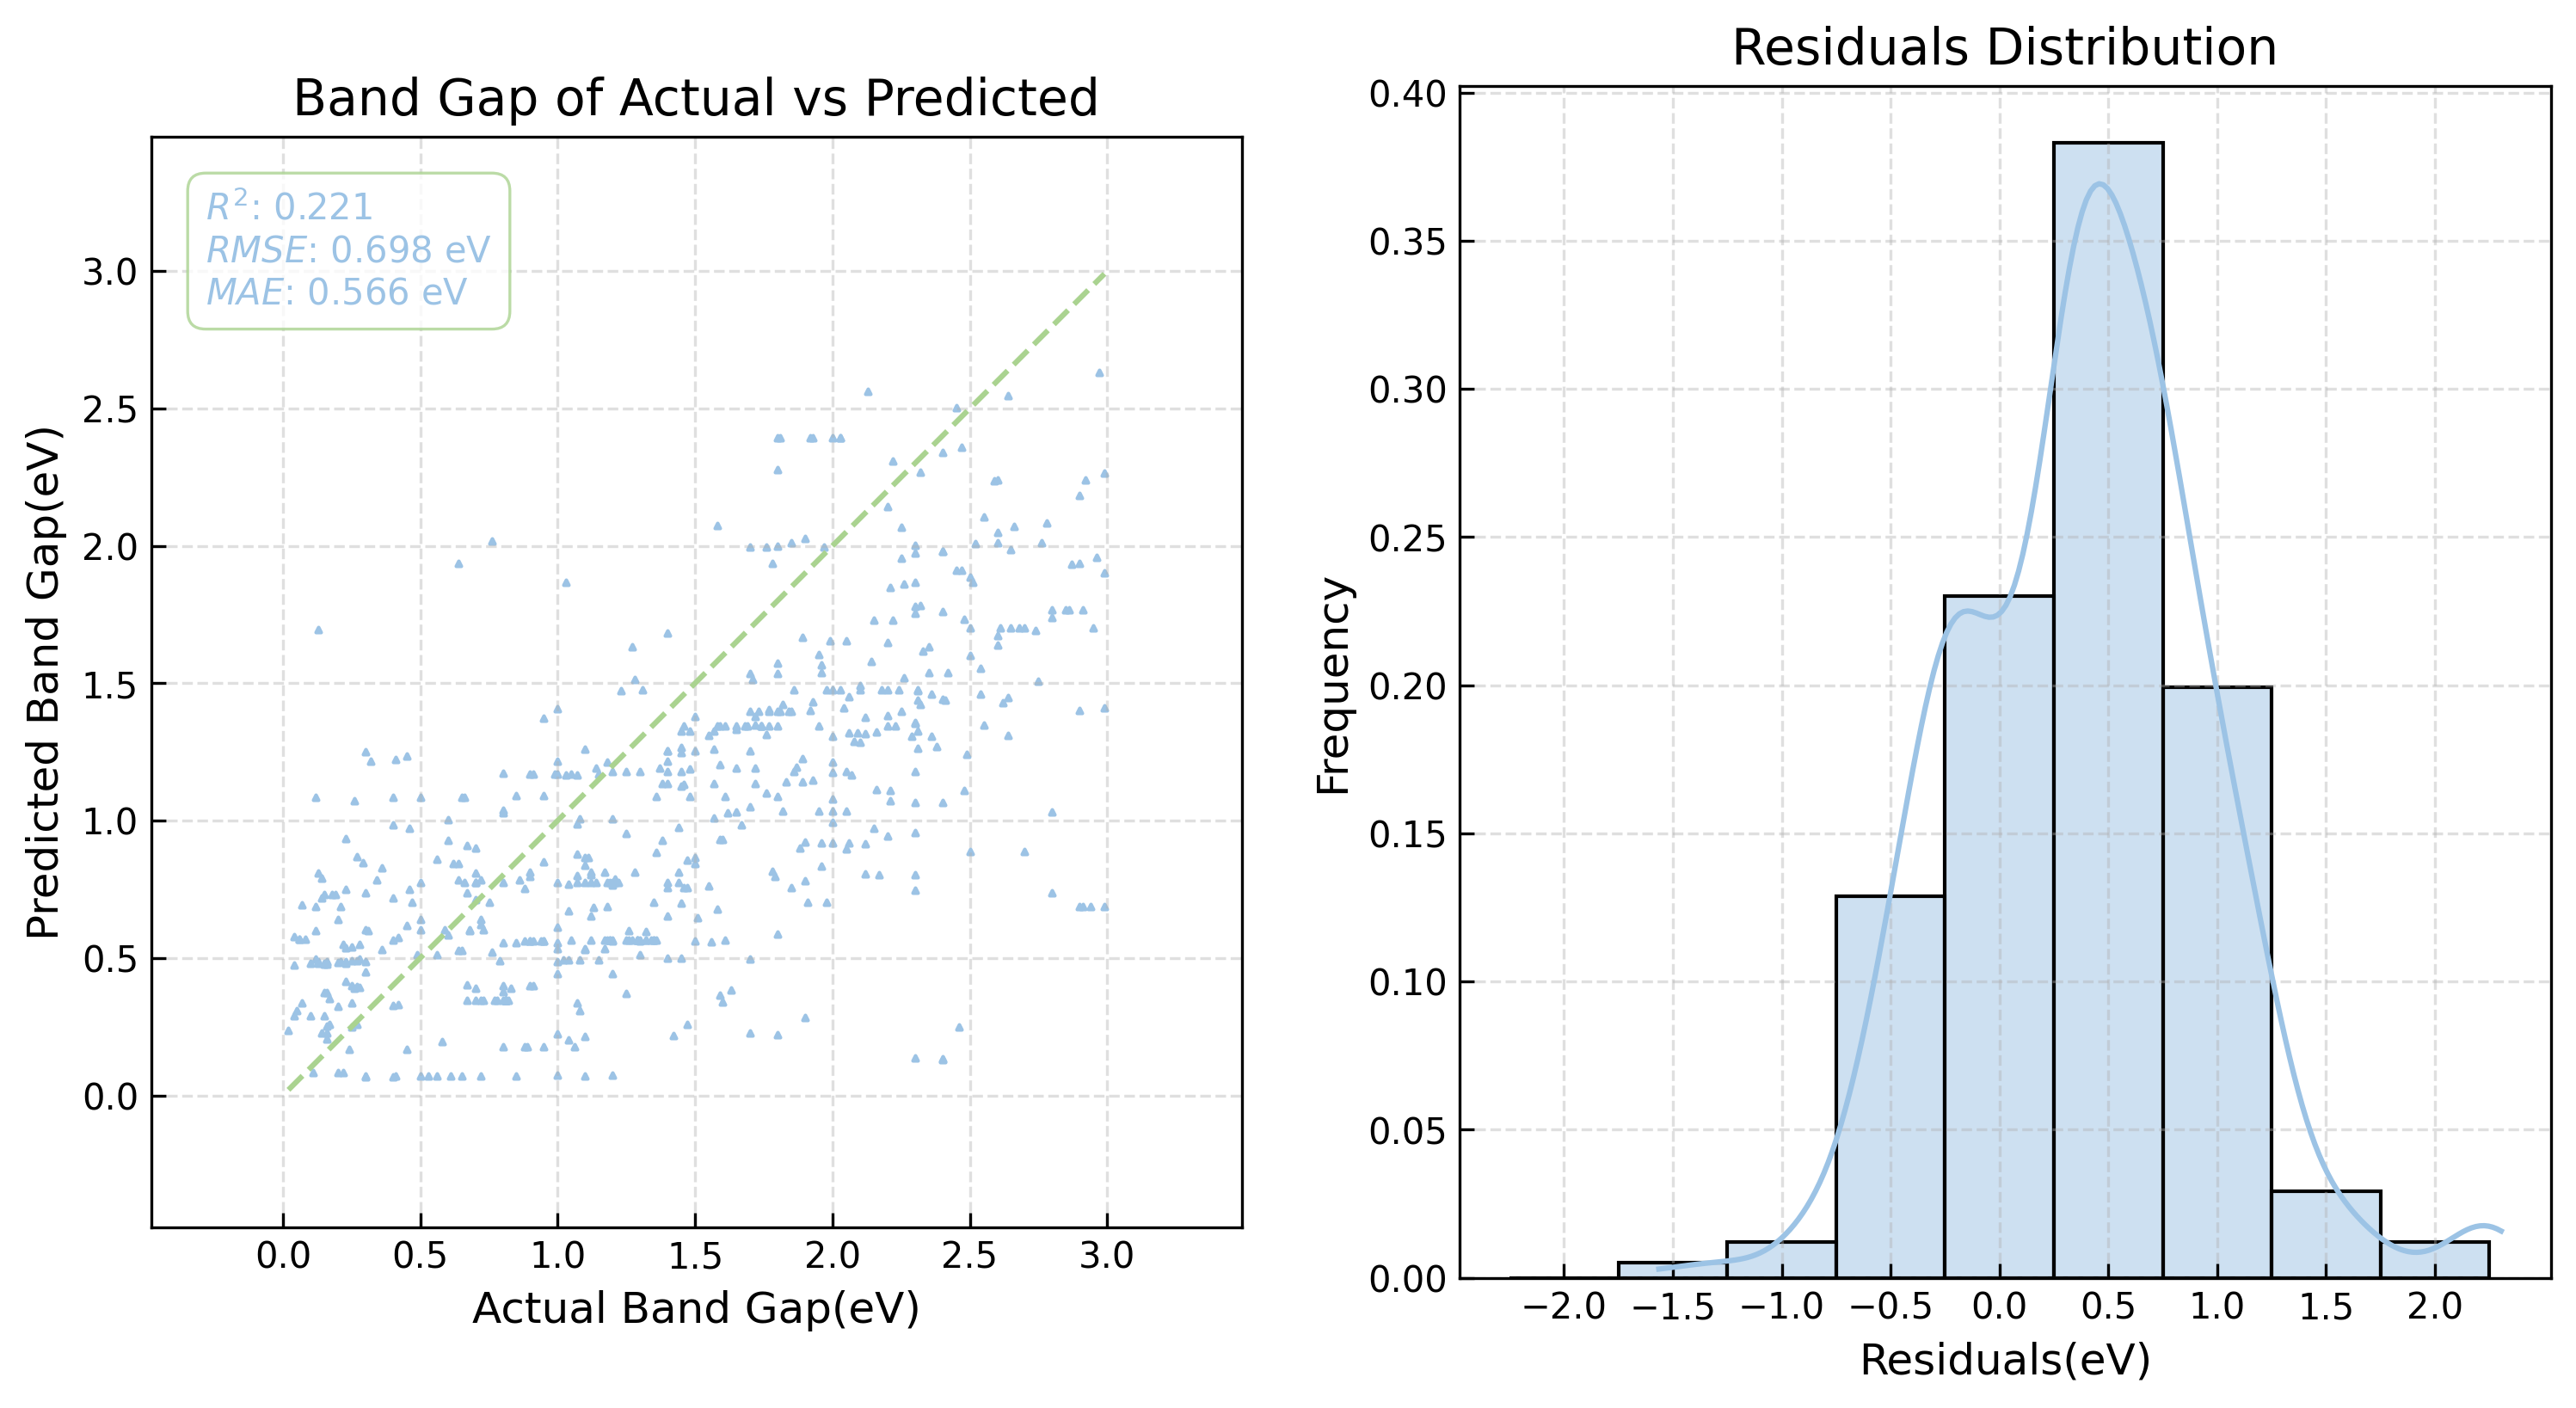 Band Gap of Actual vs Predicted
R²: 0.221
RMSE: 0.698 eV
MAE: 0.566 eV
Predicted Band Gap(eV)
3.0
2.5
2.0
1.5
1.0
0.5
0.0
0.0 0.5 1.0 1.5 2.0 2.5 3.0
Actual Band Gap(eV)
Residuals Distribution
Frequency
0.40
0.35
0.30
0.25
0.20
0.15
0.10
0.05
0.00
−2.0 −1.5 −1.0 −0.5 0.0 0.5 1.0 1.5 2.0
Residuals(eV)